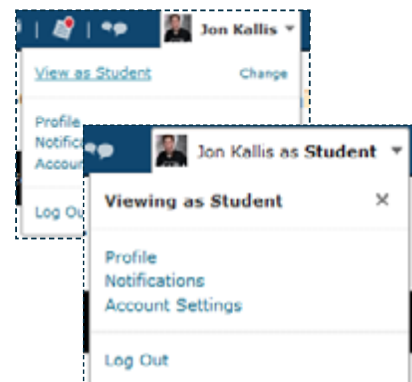 Jon Kallis
View as Student Change
Profile
Log
Jon Kallis as Student
Viewing as Student
Profile
Notifications
Account Settings
Log Out